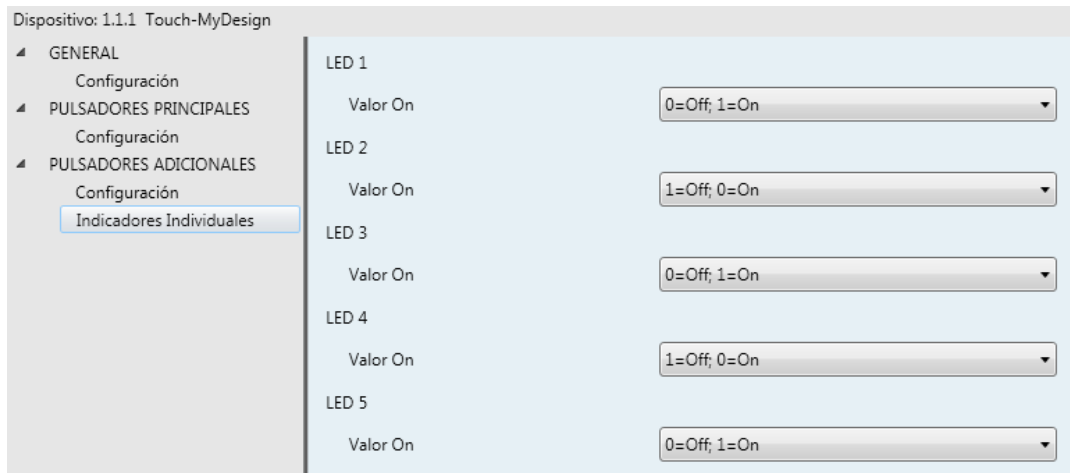 Dispositivo: 1.1.1 Touch-MyDesign
GENERAL
Configuración
PULSADORES PRINCIPALES
Configuración
PULSADORES ADICIONALES
Configuración
Indicadores Individuales
LED 1
Valor On 0=Off; 1=On
LED 2
Valor On 1=Off; 0=On
LED 3
Valor On 0=Off; 1=On
LED 4
Valor On 1=Off; 0=On
LED 5
Valor On 0=Off; 1=On